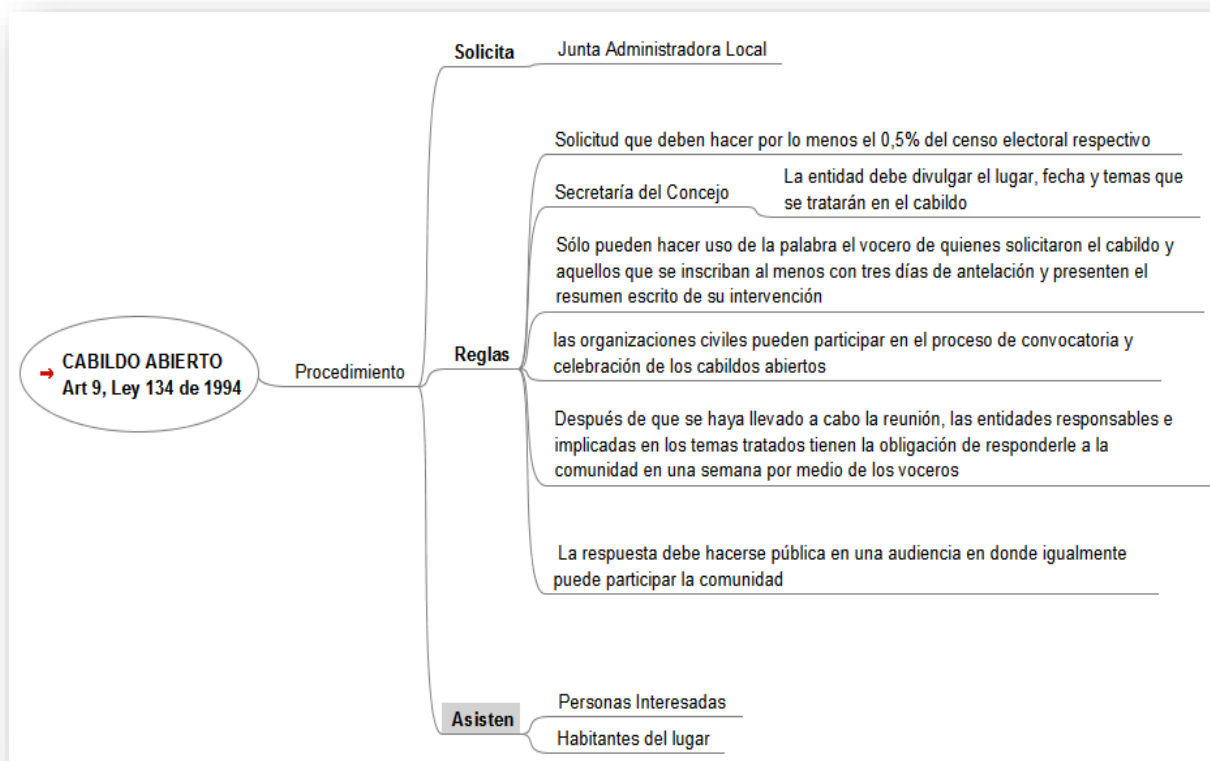 Solicita
Junta Administradora Local
Solicitud que deben hacer por lo menos el 0,5% del censo electoral respectivo
Secretaría del Concejo
La entidad debe divulgar el lugar, fecha y temas que
se tratarán en el cabildo
Sólo pueden hacer uso de la palabra el vocero de quienes solicitaron el cabildo y
aquellos que se inscriban al menos con tres días de antelación y presenten el
resumen escrito de su intervención
CABILDO ABIERTO
Art 9, Ley 134 de 1994
Procedimiento
Reglas
las organizaciones civiles pueden participar en el proceso de convocatoria y
celebración de los cabildos abiertos
Después de que se haya llevado a cabo la reunión, las entidades responsables e
implicadas en los temas tratados tienen la obligación de responderle a la
comunidad en una semana por medio de los voceros
La respuesta debe hacerse pública en una audiencia en donde igualmente
puede participar la comunidad
Asisten
Personas Interesadas
Habitantes del lugar